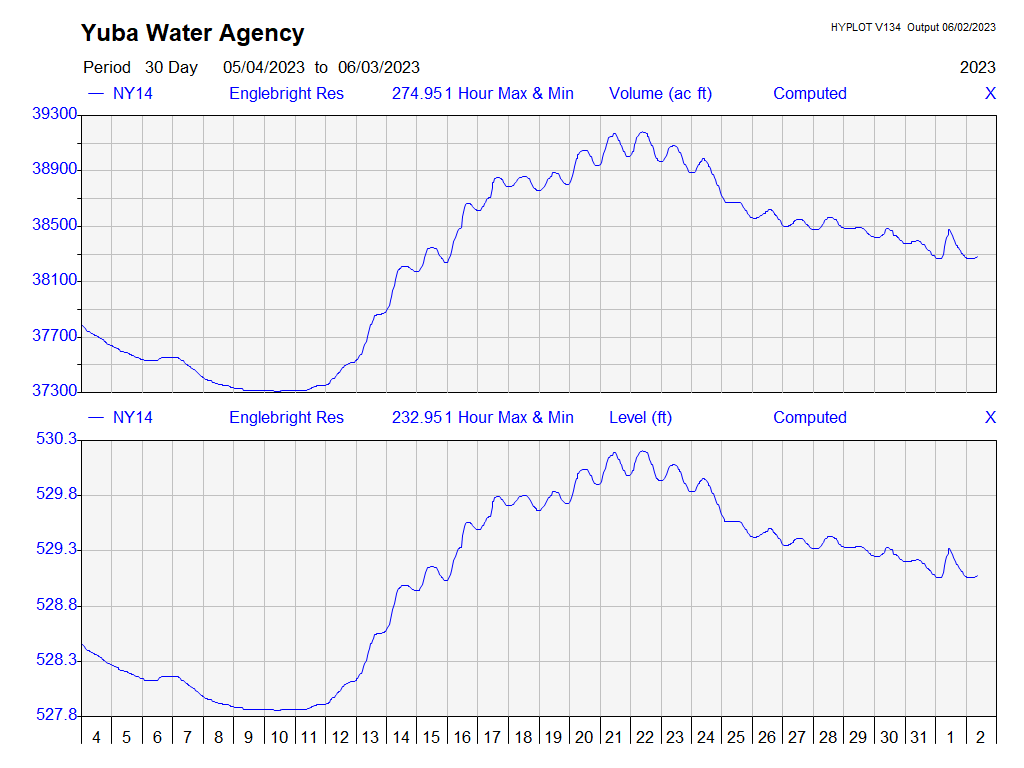 Yuba Water Agency
HYPLOT V134 Output 06/02/2023
Period 30 Day 05/04/2023 to 06/03/2023
2023
NY14 Englebright Res 274.951 Hour Max & Min Volume (ac ft) Computed X
39300
38900
38500
38100
37700
37300
NY14 Englebright Res 232.951 Hour Max & Min Level (ft) Computed X
530.3
529.8
529.3
528.8
528.3
527.8
4 5 6 7 8 9 10 11 12 13 14 15 16 17 18 19 20 21 22 23 24 25 26 27 28 29 30 31 1 2